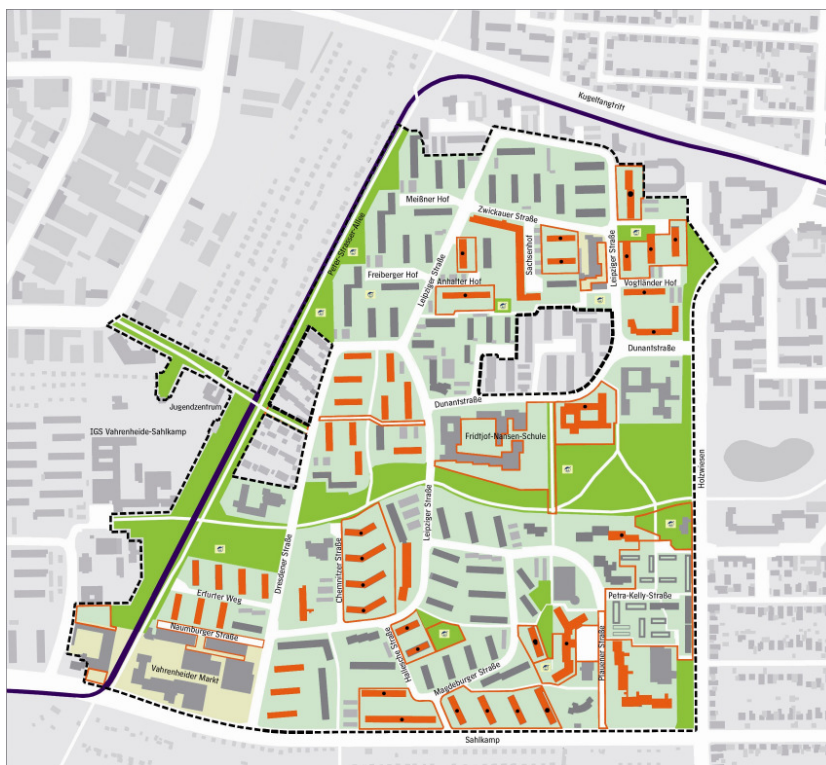 Kugelfangtrift
Peter-Strasser-Allee
Meißner Hof
Zwickauer Straße
Sachsenhof
Leipziger Straße
Leipziger Straße
Freiberger Hof
Anhalter Hof
Vogtländer Hof
Dunantstraße
Dunantstraße
Jugendzentrum
IGS Vahrenheide-Sahlkamp
Fridtjof-Nansen-Schule
Holzwiesen
Leipziger Straße
Dresdener Straße
Chemnitzer Straße
Erfurter Weg
Petra-Kelly-Straße
Naumburger Straße
Plauener Straße
Hallesche Straße
Vahrenheider Markt
Magdeburger Straße
Sahlkamp